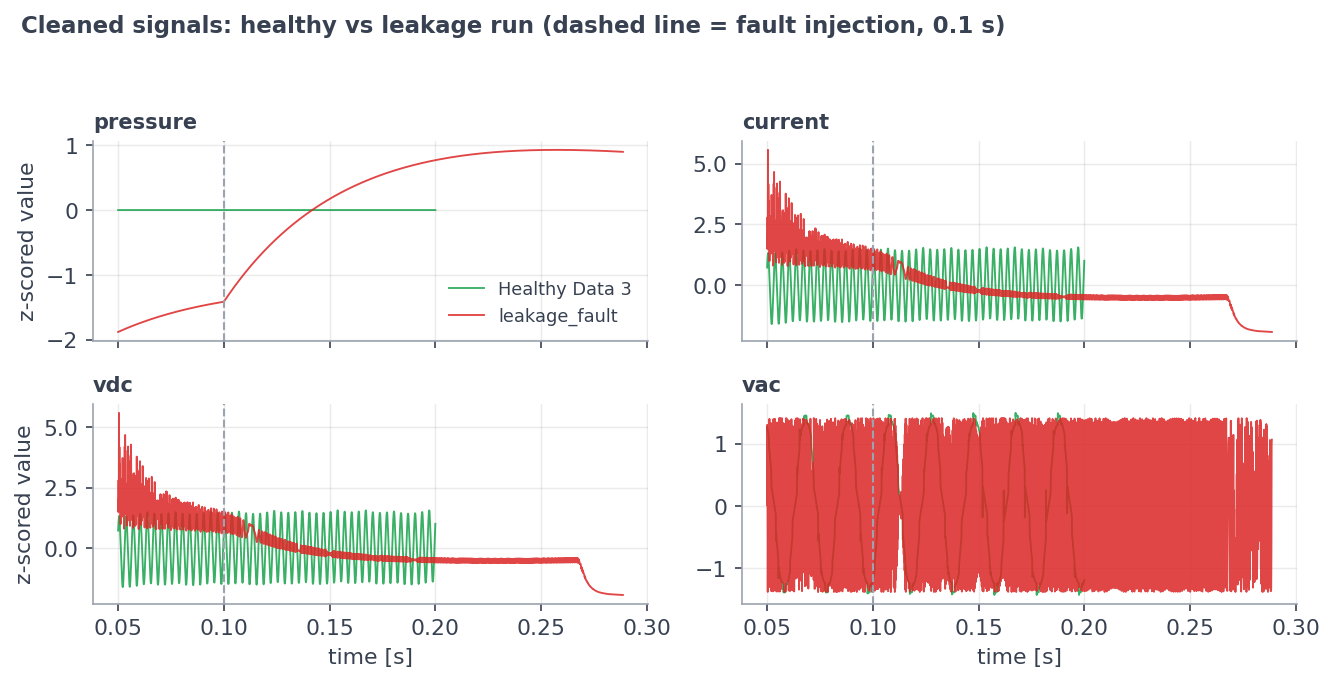 Cleaned signals: healthy vs leakage run (dashed line = fault injection, 0.1 s)
pressure
z-scored value
1
0
−1
−2
Healthy Data 3
leakage_fault
current
5.0
2.5
0.0
vdc
z-scored value
5.0
2.5
0.0
0.05 0.10 0.15 0.20 0.25 0.30
time [s]
vac
1
0
−1
0.05 0.10 0.15 0.20 0.25 0.30
time [s]